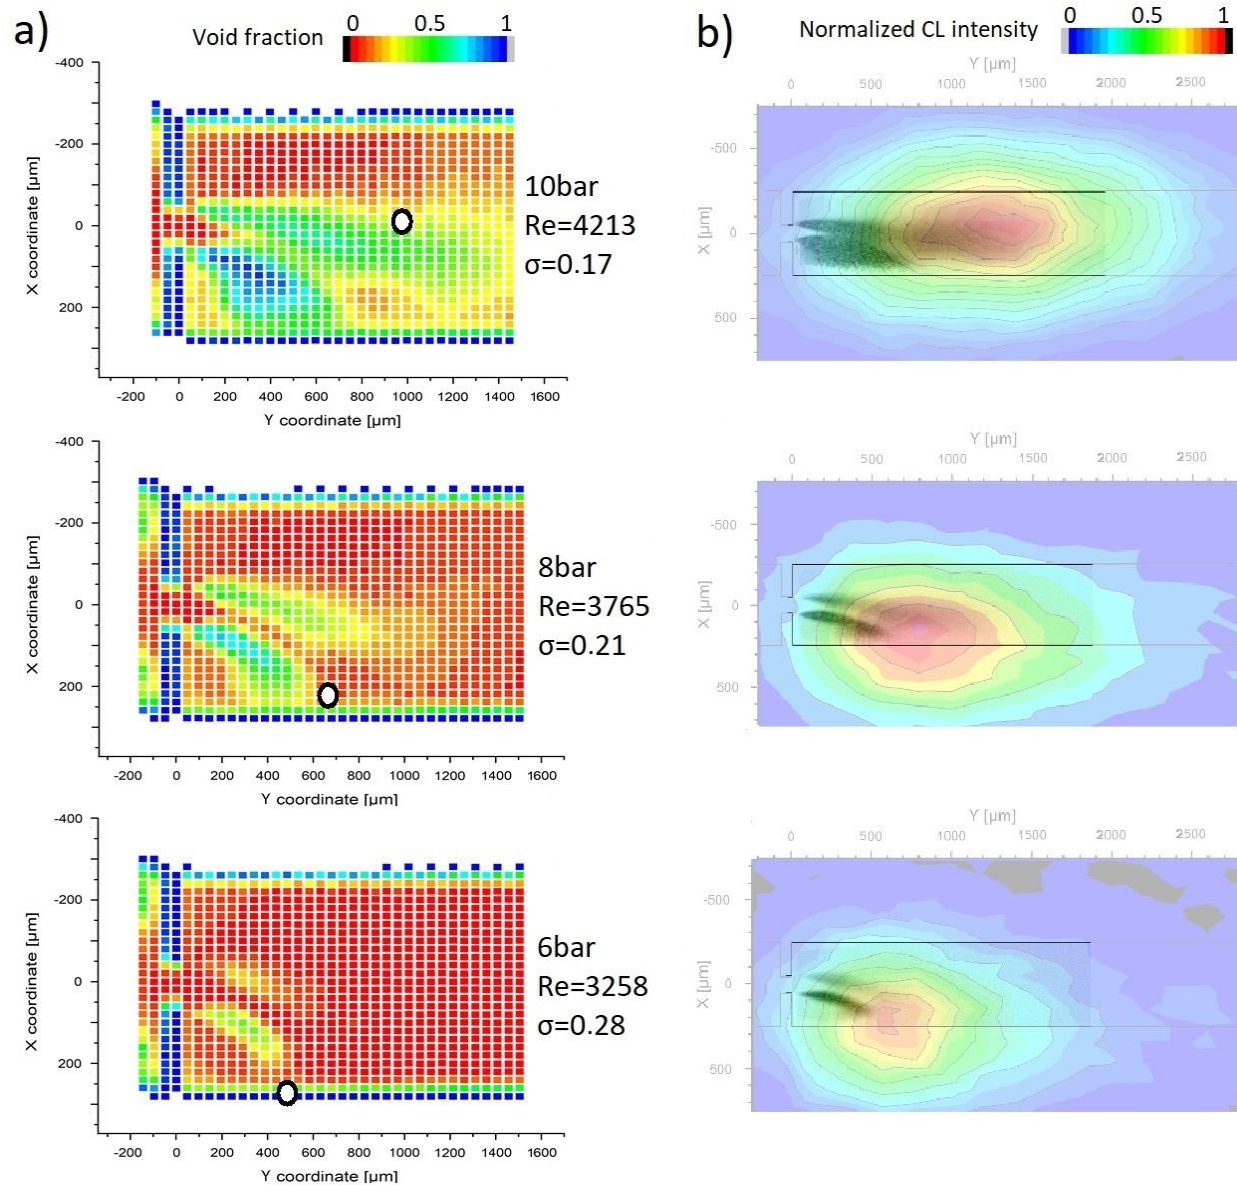 a)
Void fraction
0 0.5 1
-400
-200
0
200
X coordinate [µm]
-200 0 200 400 600 800 1000 1200 1400 1600
Y coordinate [µm]
10bar
Re=4213
σ=0.17
-400
-200
0
200
X coordinate [µm]
-200 0 200 400 600 800 1000 1200 1400 1600
Y coordinate [µm]
8bar
Re=3765
σ=0.21
-400
-200
0
200
X coordinate [µm]
-200 0 200 400 600 800 1000 1200 1400 1600
Y coordinate [µm]
6bar
Re=3258
σ=0.28
b)
Normalized CL intensity
0 0.5 1
Y [µm]
0 500 1000 1500 2000 2500
-500
0
500
X [µm]
Y [µm]
0 500 1000 1500 2000 2500
-500
0
500
X [µm]
Y [µm]
0 500 1000 1500 2000 2500
-500
0
500
X [µm]